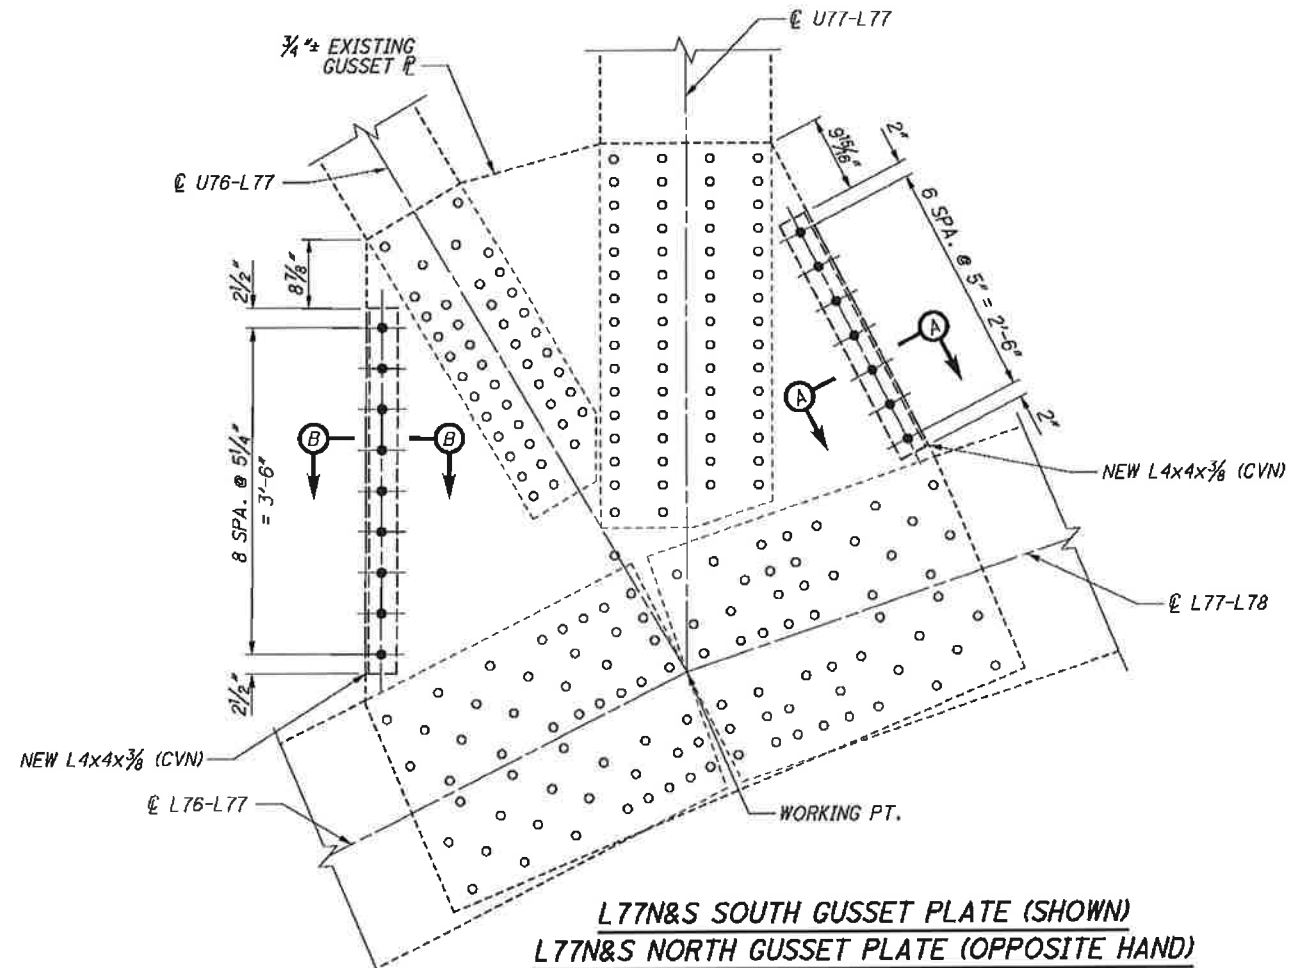 ℄ U77-L77
¾"± EXISTING
GUSSET ℞
℄ U76-L77
9 15/16"
2"
6 SPA. @ 5" = 2'-6"
2"
2½"
8⅞"
A
A
B
B
8 SPA. @ 5¼"
= 3'-6"
2½"
NEW L4x4x⅜ (CVN)
℄ L77-L78
NEW L4x4x⅜ (CVN)
℄ L76-L77
WORKING PT.
L77N&S SOUTH GUSSET PLATE (SHOWN)
L77N&S NORTH GUSSET PLATE (OPPOSITE HAND)